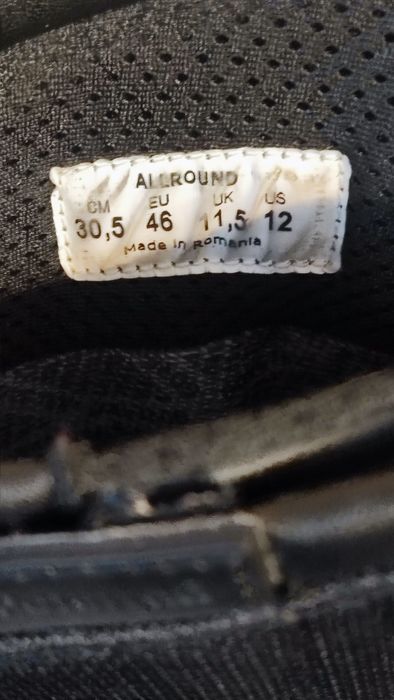 ALLROUND
CM EU UK US
30,5 46 11,5 12
Made in Romania